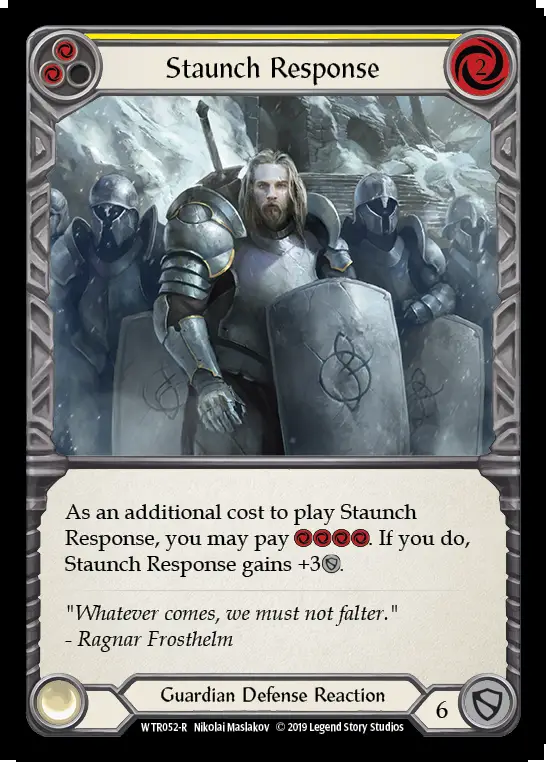 Staunch Response
2
As an additional cost to play Staunch
Response, you may pay . If you do,
Staunch Response gains +3.
"Whatever comes, we must not falter."
- Ragnar Frosthelm
Guardian Defense Reaction
6
WTR052-R Nikolai Maslakov © 2019 Legend Story Studios